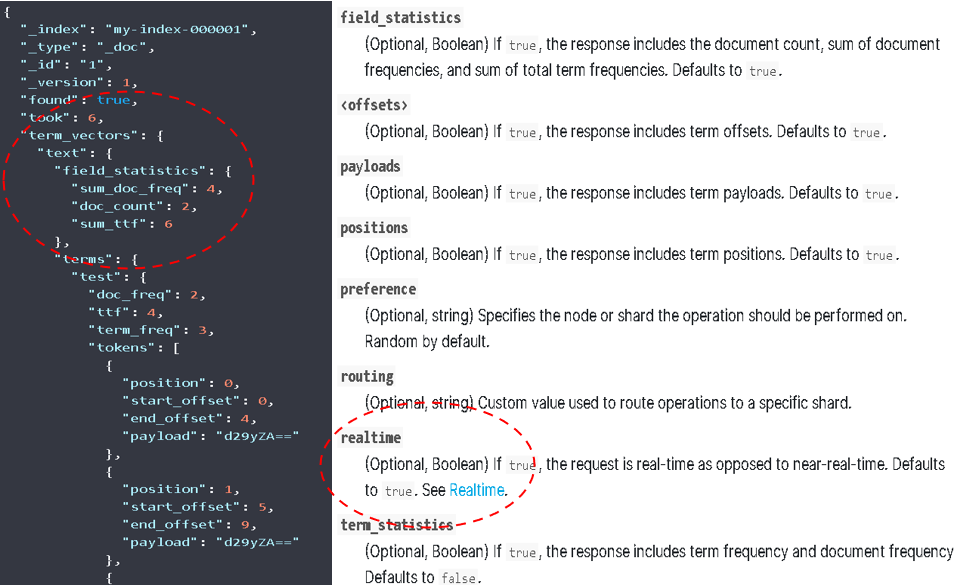 {
"_index": "my-index-000001",
"_type": "_doc",
"_id": "1",
"_version": 1,
"found": true,
"took": 6,
"term_vectors": {
"text": {
"field_statistics": {
"sum_doc_freq": 4,
"doc_count": 2,
"sum_ttf": 6
},
"terms": {
"test": {
"doc_freq": 2,
"ttf": 4,
"term_freq": 3,
"tokens": [
{
"position": 0,
"start_offset": 0,
"end_offset": 4,
"payload": "d29yZA=="
},
{
"position": 1,
"start_offset": 5,
"end_offset": 9,
"payload": "d29yZA=="
},
{
field_statistics
(Optional, Boolean) If true, the response includes the document count, sum of document
frequencies, and sum of total term frequencies. Defaults to true.
<offsets>
(Optional, Boolean) If true, the response includes term offsets. Defaults to true.
payloads
(Optional, Boolean) If true, the response includes term payloads. Defaults to true.
positions
(Optional, Boolean) If true, the response includes term positions. Defaults to true.
preference
(Optional, string) Specifies the node or shard the operation should be performed on.
Random by default.
routing
(Optional, string) Custom value used to route operations to a specific shard.
realtime
(Optional, Boolean) If true, the request is real-time as opposed to near-real-time. Defaults
to true. See Realtime.
term_statistics
(Optional, Boolean) If true, the response includes term frequency and document frequency
Defaults to false.